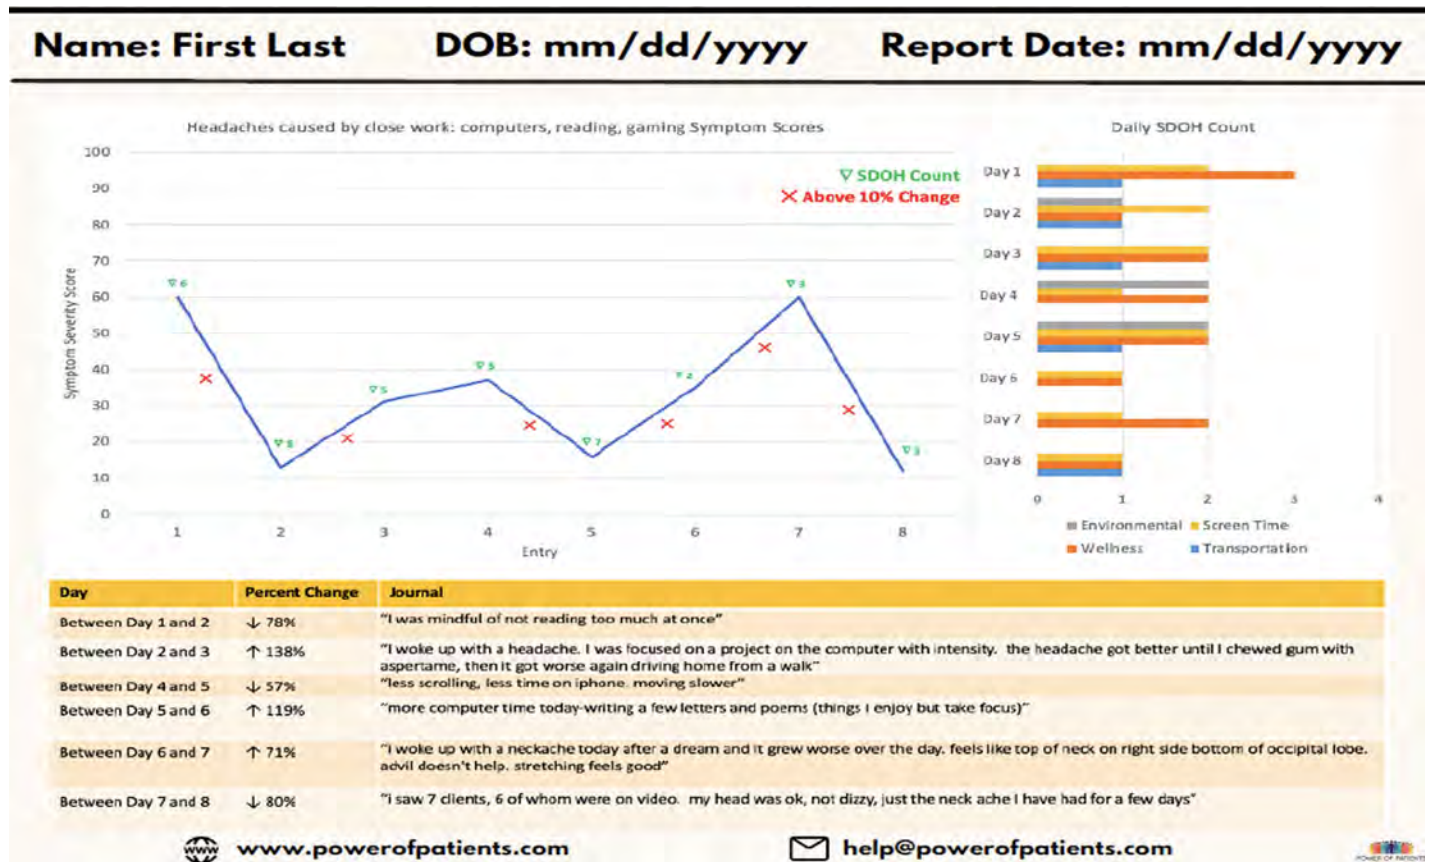 Name: First Last DOB: mm/dd/yyyy Report Date: mm/dd/yyyy
Headaches caused by close work: computers, reading, gaming Symptom Scores
100
90
80
70
60
50
40
30
20
10
0
Symptom Severity Score
▽ SDOH Count
✕ Above 10% Change
▽ 6
▽ 5
▽ 7
▽ 2
▽ 3
1 2 3 4 5 6 7 8
Entry
Daily SDOH Count
Day 1
Day 2
Day 3
Day 4
Day 5
Day 6
Day 7
Day 8
0 1 2 3 4
Environmental Screen Time
Wellness Transportation
Day Percent Change Journal
Between Day 1 and 2 ↓ 78% "I was mindful of not reading too much at once"
Between Day 2 and 3 ↑ 138% "I woke up with a headache. I was focused on a project on the computer with intensity. the headache got better until I chewed gum with
aspertame, then it got worse again driving home from a walk"
Between Day 4 and 5 ↓ 57% "less scrolling, less time on iphone. moving slower"
Between Day 5 and 6 ↑ 119% "more computer time today-writing a few letters and poems (things I enjoy but take focus)"
Between Day 6 and 7 ↑ 71% "i woke up with a neckache today after a dream and it grew worse over the day. feels like top of neck on right side bottom of occipital lobe.
advil doesn't help. stretching feels good"
Between Day 7 and 8 ↓ 80% "i saw 7 clients, 6 of whom were on video. my head was ok, not dizzy, just the neck ache I have had for a few days"
www www.powerofpatients.com help@powerofpatients.com
POWER OF PATIENTS